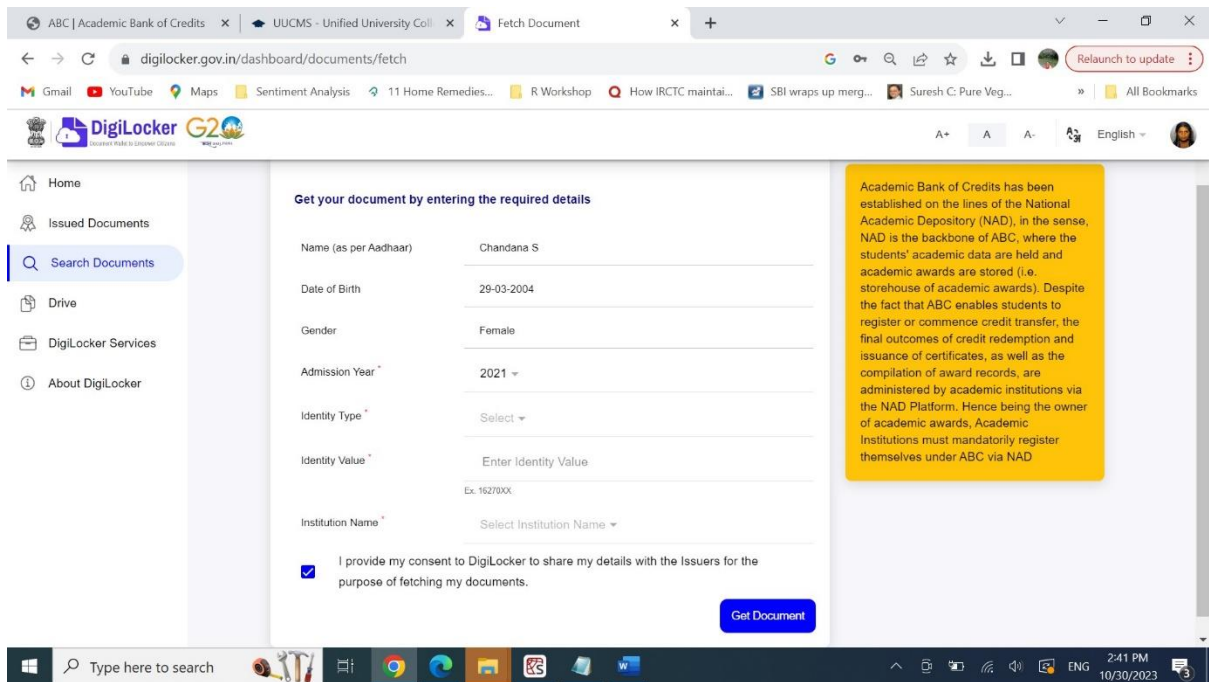 ABC | Academic Bank of Credits
UUCMS - Unified University Coll
Fetch Document
digilocker.gov.in/dashboard/documents/fetch
Relaunch to update
Gmail YouTube Maps Sentiment Analysis 11 Home Remedies... R Workshop How IRCTC maintai... SBI wraps up merg... Suresh C: Pure Veg... » All Bookmarks
DigiLocker G20
Document Wallet to Empower Citizens
A+ A A- English
Home
Issued Documents
Search Documents
Drive
DigiLocker Services
About DigiLocker
Get your document by entering the required details
Name (as per Aadhaar) Chandana S
Date of Birth 29-03-2004
Gender Female
Admission Year * 2021
Identity Type * Select
Identity Value * Enter Identity Value
Ex. 16270XX
Institution Name * Select Institution Name
I provide my consent to DigiLocker to share my details with the Issuers for the
purpose of fetching my documents.
Get Document
Academic Bank of Credits has been
established on the lines of the National
Academic Depository (NAD), in the sense,
NAD is the backbone of ABC, where the
students' academic data are held and
academic awards are stored (i.e.
storehouse of academic awards). Despite
the fact that ABC enables students to
register or commence credit transfer, the
final outcomes of credit redemption and
issuance of certificates, as well as the
compilation of award records, are
administered by academic institutions via
the NAD Platform. Hence being the owner
of academic awards, Academic
Institutions must mandatorily register
themselves under ABC via NAD
Type here to search
ENG
2:41 PM
10/30/2023
3